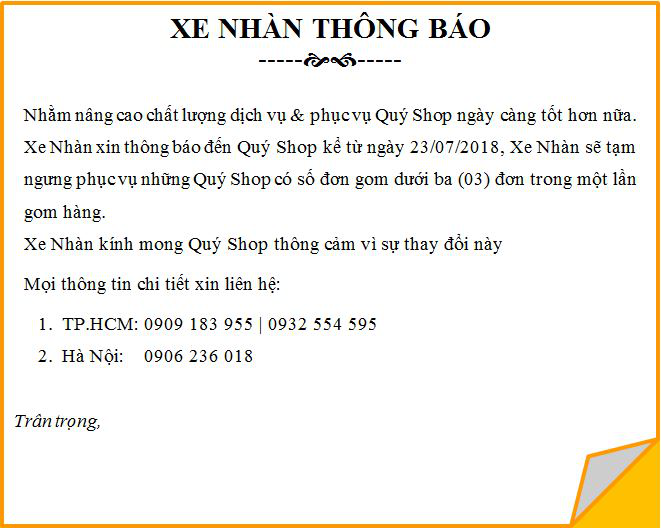 XE NHÀN THÔNG BÁO
Nhằm nâng cao chất lượng dịch vụ & phục vụ Quý Shop ngày càng tốt hơn nữa.
Xe Nhàn xin thông báo đến Quý Shop kể từ ngày 23/07/2018, Xe Nhàn sẽ tạm
ngưng phục vụ những Quý Shop có số đơn gom dưới ba (03) đơn trong một lần
gom hàng.
Xe Nhàn kính mong Quý Shop thông cảm vì sự thay đổi này
Mọi thông tin chi tiết xin liên hệ:
1. TP.HCM: 0909 183 955 | 0932 554 595
2. Hà Nội: 0906 236 018
Trân trọng,